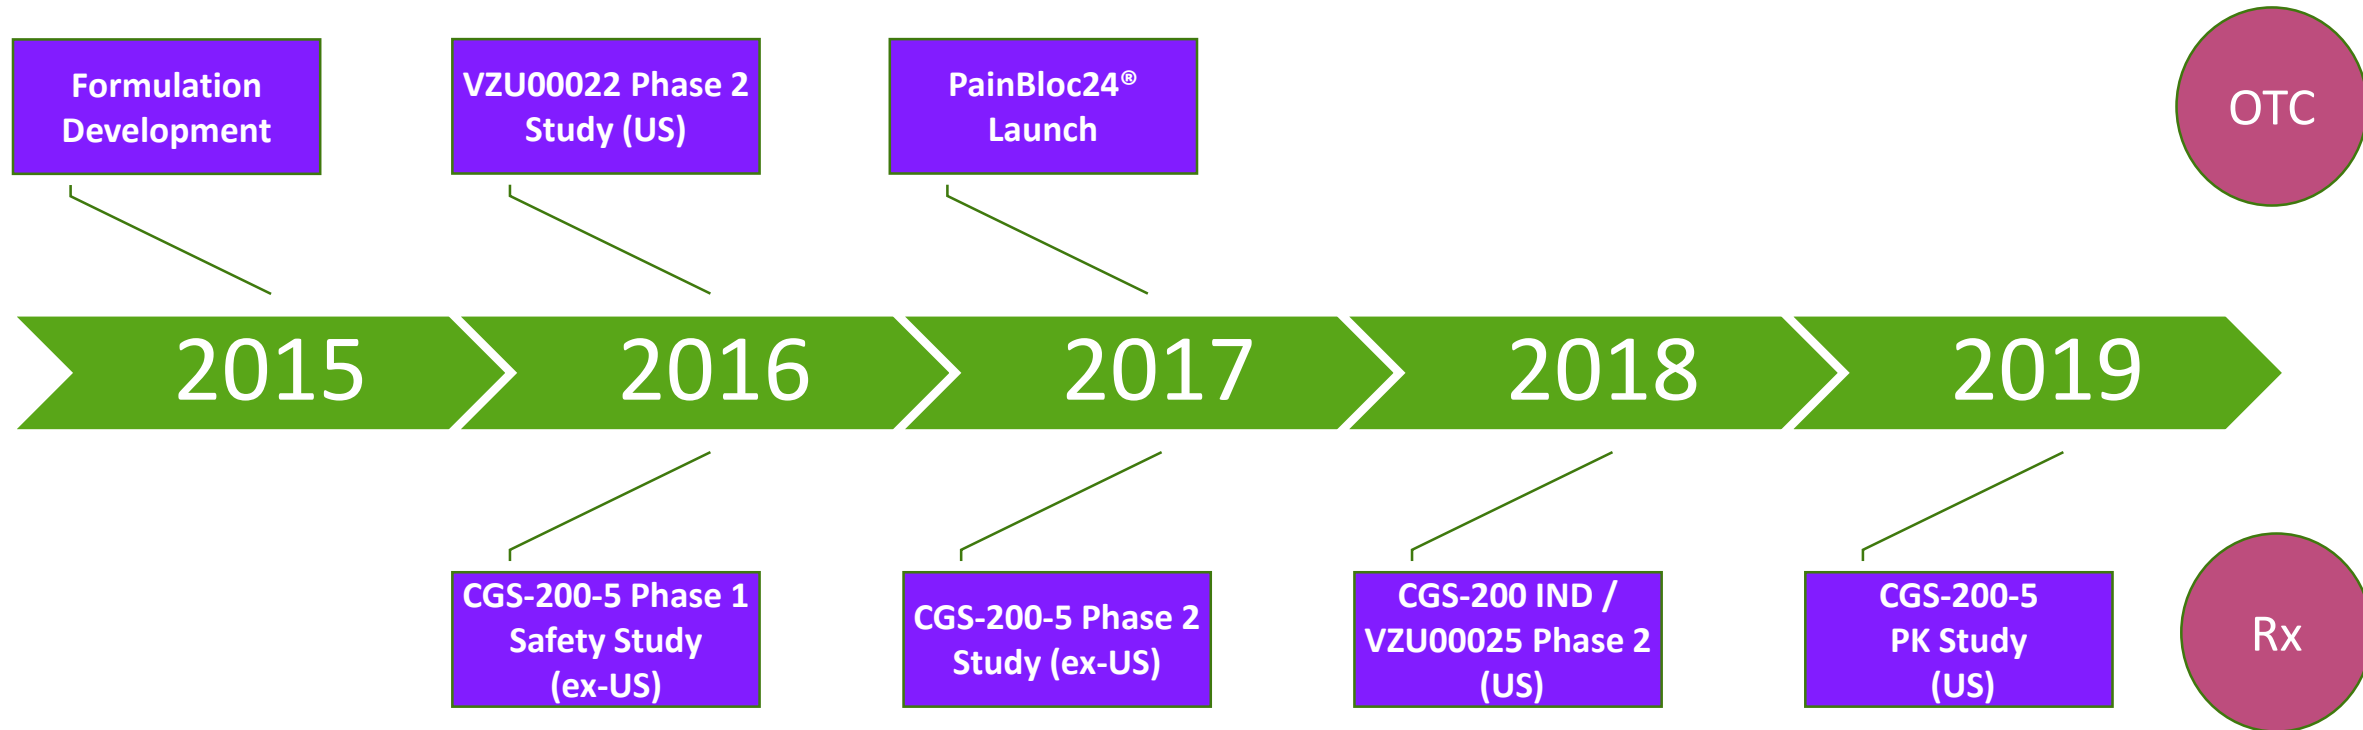 Formulation
Development
VZU00022 Phase 2
Study (US)
PainBloc24®
Launch
OTC
2015
2016
2017
2018
2019
CGS-200-5 Phase 1
Safety Study
(ex-US)
CGS-200-5 Phase 2
Study (ex-US)
CGS-200 IND /
VZU00025 Phase 2
(US)
CGS-200-5
PK Study
(US)
Rx